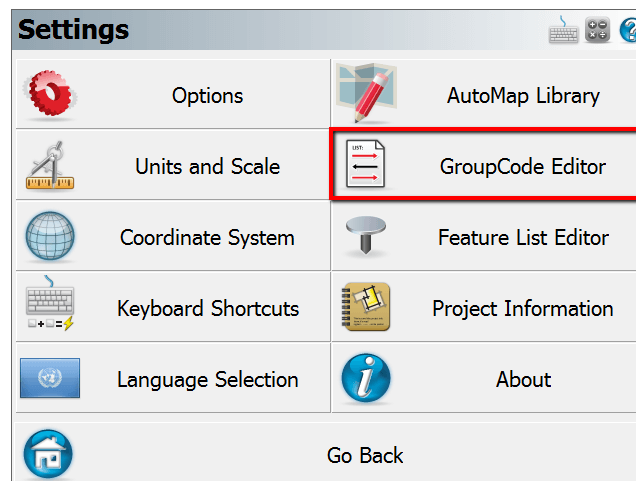 Settings
Options
AutoMap Library
Units and Scale
LIST:
GroupCode Editor
Coordinate System
Feature List Editor
Keyboard Shortcuts
Project Information
Language Selection
About
Go Back